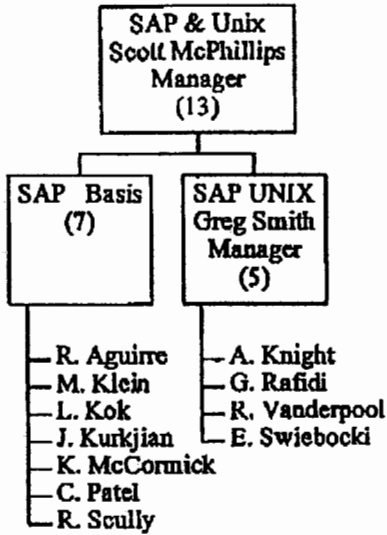 SAP & Unix
Scott McPhillips
Manager
(13)
SAP Basis
(7)
SAP UNIX
Greg Smith
Manager
(5)
R. Aguirre
M. Klein
L. Kok
J. Kurkjian
K. McCormick
C. Patel
R. Scully
A. Knight
G. Rafidi
R. Vanderpool
E. Swiebocki